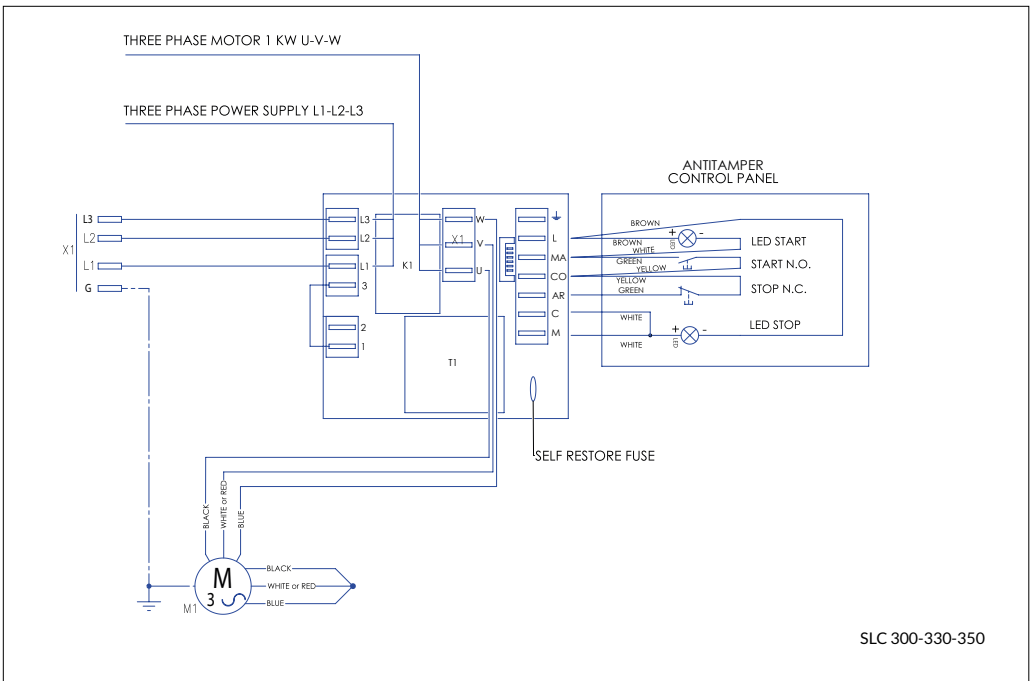 THREE PHASE MOTOR 1 KW U-V-W
THREE PHASE POWER SUPPLY L1-L2-L3
ANTITAMPER
CONTROL PANEL
X1
L3
L2
L1
G
L3
L2
L1
3
2
1
K1
X1
W
V
U
T1
L
MA
CO
AR
C
M
BROWN
BROWN
WHITE
GREEN
YELLOW
YELLOW
GREEN
WHITE
WHITE
+
-
LED
LED START
START N.O.
STOP N.C.
+
-
LED
LED STOP
SELF RESTORE FUSE
BLACK
WHITE or RED
BLUE
M
3
M1
BLACK
WHITE or RED
BLUE
SLC 300-330-350